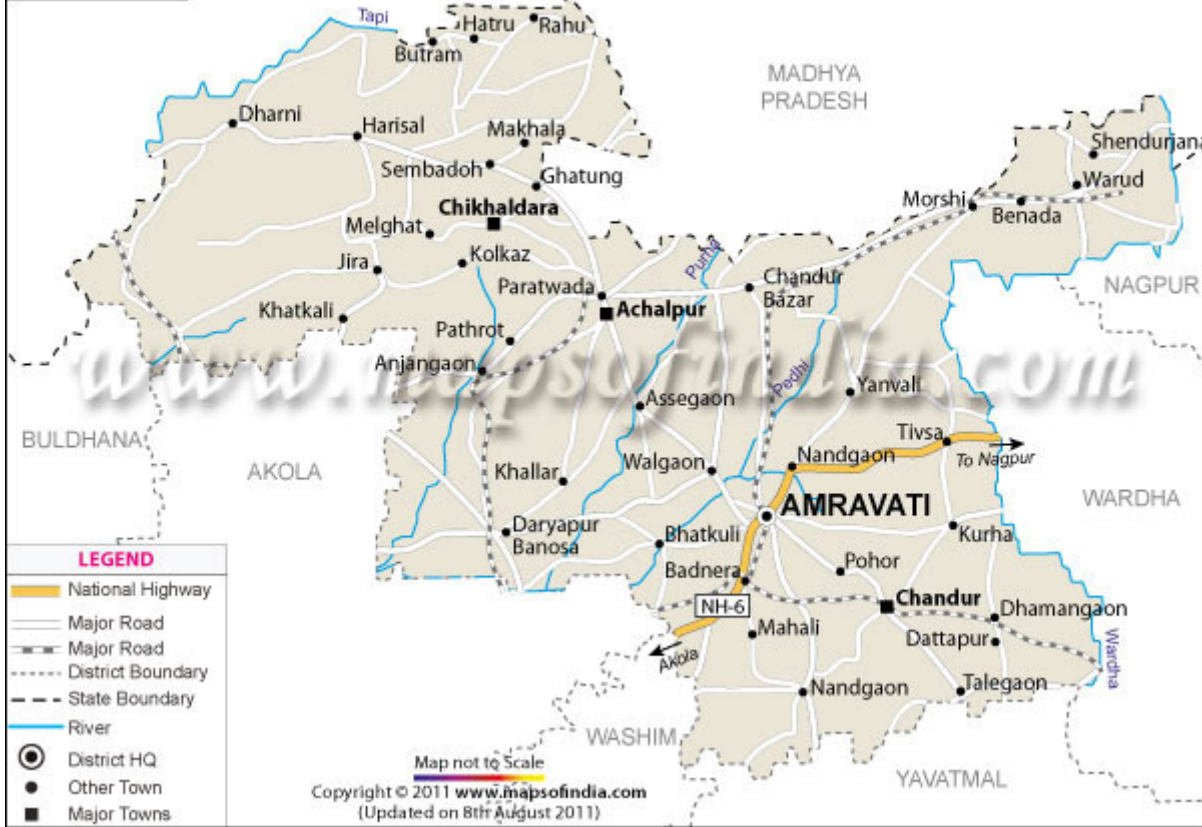 Tapi
Hatru
Rahu
Butram
MADHYA
PRADESH
Dharni
Harisal
Makhala
Shendurjana
Sembadoh
Ghatung
Warud
Morshi
Benada
Chikhaldara
Melghat
Kolkaz
Purna
Jira
Chandur
Bazar
NAGPUR
Paratwada
Achalpur
Khatkali
Pathrot
Anjangaon
www.mapsofindia.com
Pedhi
Yanvali
Assegaon
BULDHANA
Tivsa
To Nagpur
AKOLA
Khallar
Walgaon
Nandgaon
WARDHA
AMRAVATI
Daryapur
Banosa
Bhatkuli
Kurha
Pohor
Badnera
NH-6
Chandur
Dhamangaon
Mahali
Dattapur
Akola
Wardha
Nandgaon
Talegaon
WASHIM
YAVATMAL
LEGEND
National Highway
Major Road
Major Road
District Boundary
State Boundary
River
District HQ
Other Town
Major Towns
Map not to Scale
Copyright © 2011 www.mapsofindia.com
(Updated on 8th August 2011)